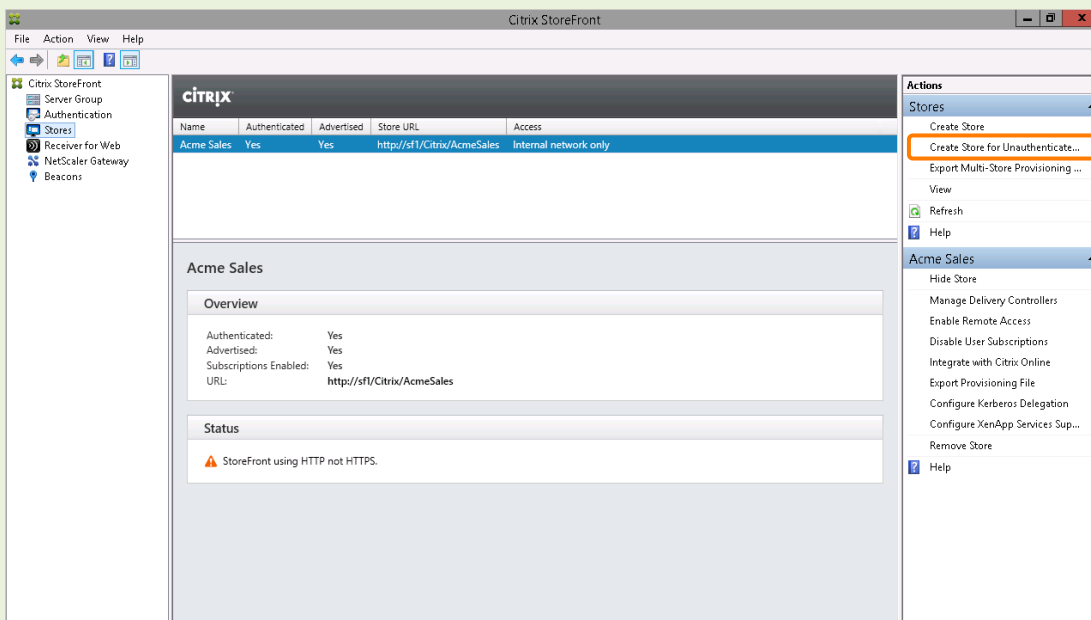 Citrix StoreFront
File Action View Help
Citrix StoreFront
Server Group
Authentication
Stores
Receiver for Web
NetScaler Gateway
Beacons
CİTRIX
Name Authenticated Advertised Store URL Access
Acme Sales Yes Yes http://sf1/Citrix/AcmeSales Internal network only
Acme Sales
Overview
Authenticated: Yes
Advertised: Yes
Subscriptions Enabled: Yes
URL: http://sf1/Citrix/AcmeSales
Status
StoreFront using HTTP not HTTPS.
Actions
Stores
Create Store
Create Store for Unauthenticate...
Export Multi-Store Provisioning ...
View
Refresh
Help
Acme Sales
Hide Store
Manage Delivery Controllers
Enable Remote Access
Disable User Subscriptions
Integrate with Citrix Online
Export Provisioning File
Configure Kerberos Delegation
Configure XenApp Services Sup...
Remove Store
Help